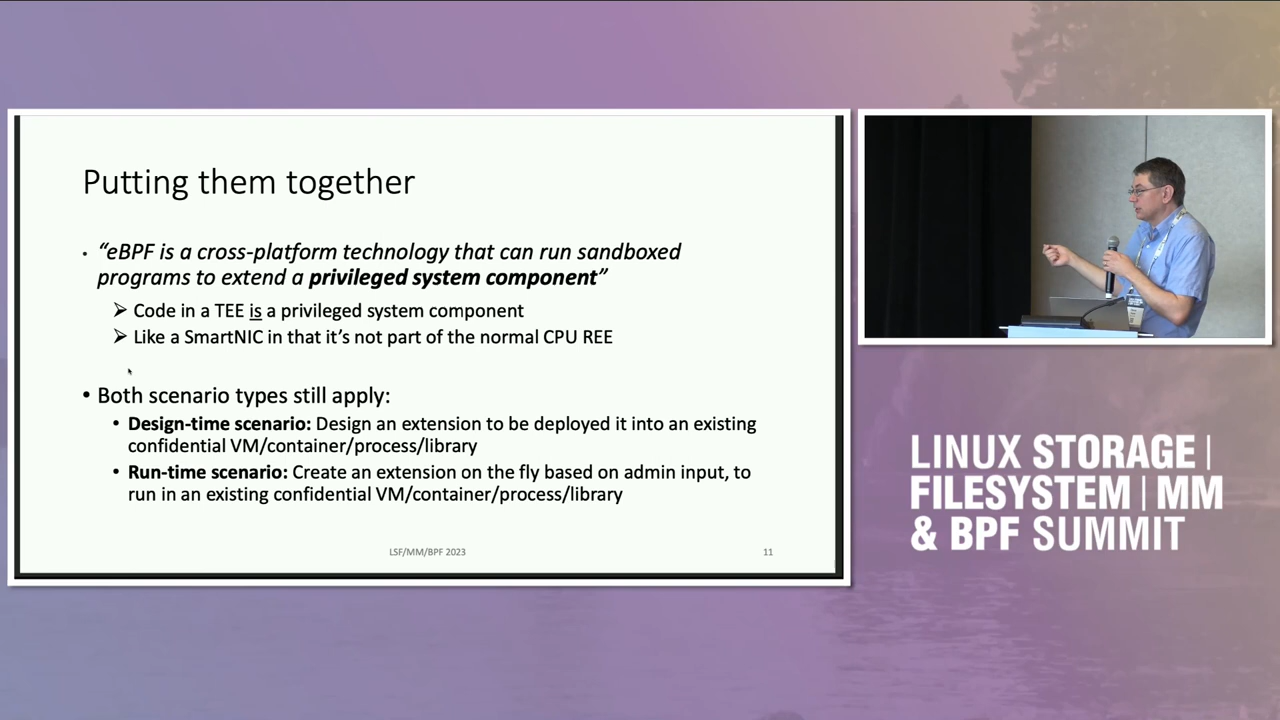 Putting them together
• “eBPF is a cross-platform technology that can run sandboxed
programs to extend a privileged system component”
➢ Code in a TEE is a privileged system component
➢ Like a SmartNIC in that it’s not part of the normal CPU REE
• Both scenario types still apply:
• Design-time scenario: Design an extension to be deployed it into an existing
confidential VM/container/process/library
• Run-time scenario: Create an extension on the fly based on admin input, to
run in an existing confidential VM/container/process/library
LSF/MM/BPF 2023
11
LINUX STORAGE |
FILESYSTEM | MM
& BPF SUMMIT